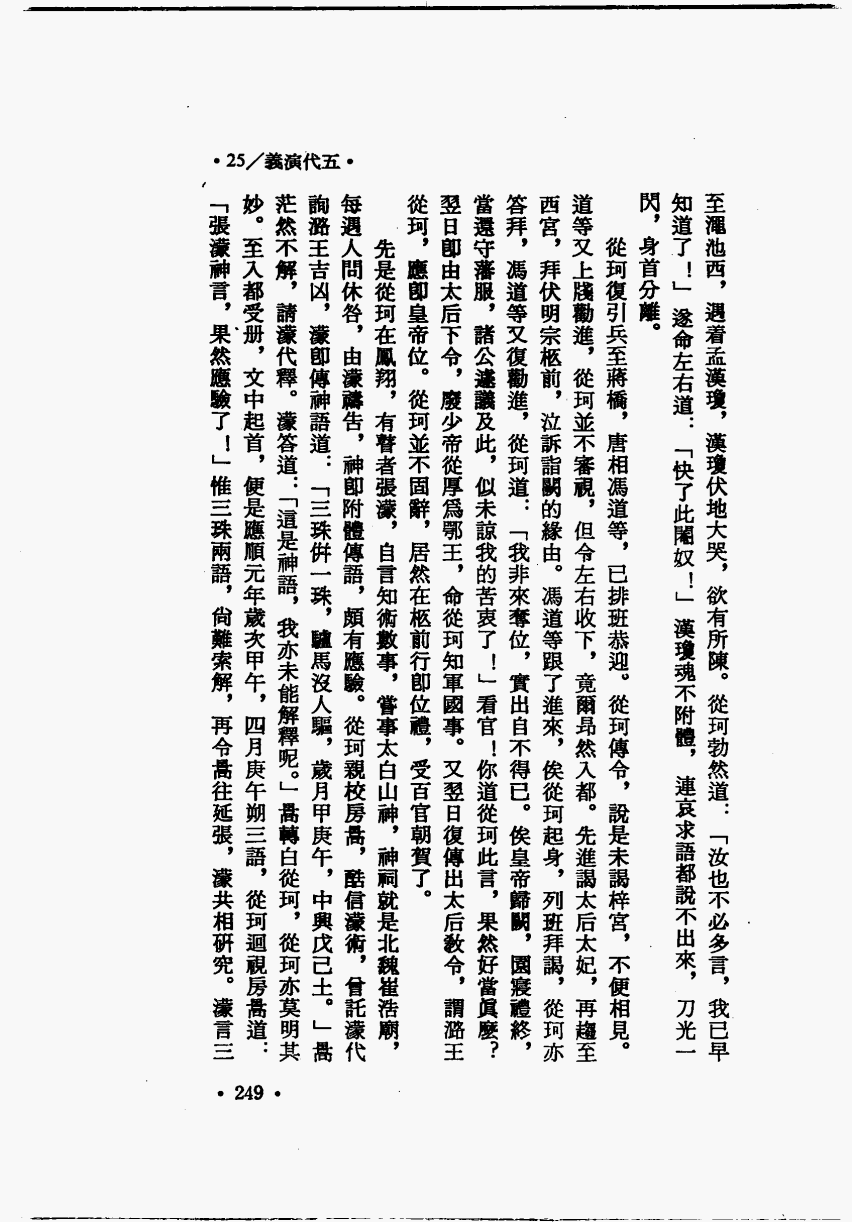 •25／義演代五•
至澠池西，遇着孟漢瓊，漢瓊伏地大哭，欲有所陳。從珂勃然道：「汝也不必多言，我已早
知道了！」遂命左右道：「快了此閹奴！」漢瓊魂不附體，連哀求語都說不出來，刀光一
閃，身首分離。
從珂復引兵至蔣橋，唐相馮道等，已排班恭迎。從珂傳令，說是未謁梓宮，不便相見。
道等又上牋勸進，從珂並不審視，但令左右收下，竟爾昂然入都。先進謁太后太妃，再趨至
西宮，拜伏明宗柩前，泣訴詣闕的緣由。馮道等跟了進來，俟從珂起身，列班拜謁，從珂亦
答拜，馮道等又復勸進，從珂道：「我非來奪位，實出自不得已。俟皇帝歸闕，園寢禮終，
當還守藩服，諸公遽議及此，似未諒我的苦衷了！」看官！你道從珂此言，果然好當眞麼？
翌日卽由太后下令，廢少帝從厚爲鄂王，命從珂知軍國事。又翌日復傳出太后敎令，謂潞王
從珂，應卽皇帝位。從珂並不固辭，居然在柩前行卽位禮，受百官朝賀了。
先是從珂在鳳翔，有瞽者張濛，自言知術數事，嘗事太白山神，神祠就是北魏崔浩廟，
每遇人問休咎，由濛禱告，神卽附體傳語，頗有應驗。從珂親校房暠，酷信濛術，曾託濛代
詢潞王吉凶，濛卽傳神語道：「三珠倂一珠，驢馬沒人驅，歲月甲庚午，中興戊己土。」暠
茫然不解，請濛代釋。濛答道：「這是神語，我亦未能解釋呢。」暠轉白從珂，從珂亦莫明其
妙。至入都受册，文中起首，便是應順元年歲次甲午，四月庚午朔三語，從珂迴視房暠道：
「張濛神言，果然應驗了！」惟三珠兩語，尙難索解，再令暠往延張，濛共相硏究。濛言三
•249•